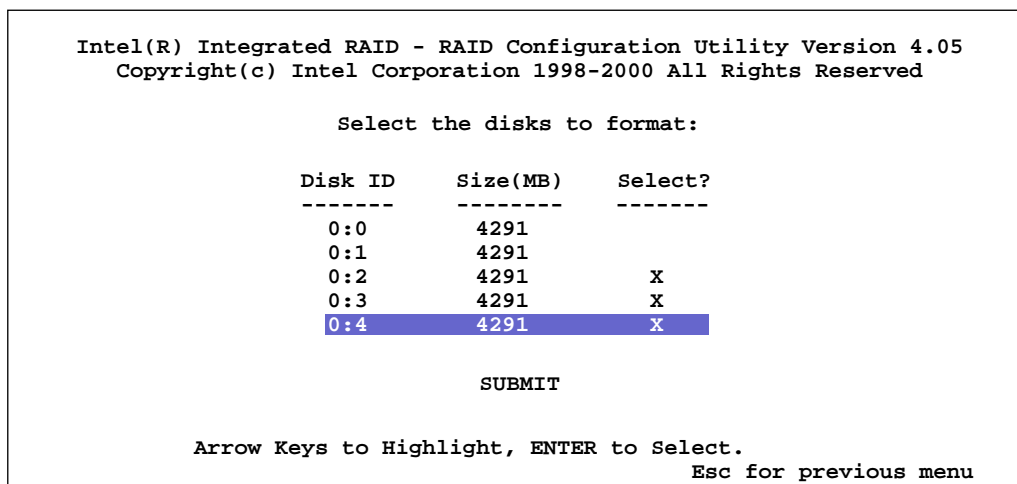 Intel(R) Integrated RAID - RAID Configuration Utility Version 4.05
Copyright(c) Intel Corporation 1998-2000 All Rights Reserved
Select the disks to format:
Disk ID Size(MB) Select?
------- -------- -------
0:0 4291
0:1 4291
0:2 4291 X
0:3 4291 X
0:4 4291 X
SUBMIT
Arrow Keys to Highlight, ENTER to Select.
Esc for previous menu